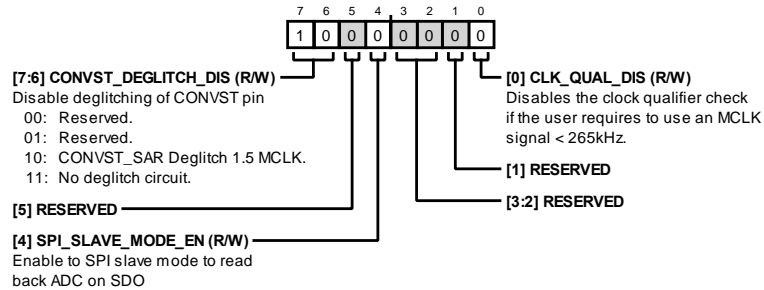 7 6 5 4 3 2 1 0
1 0 0 0 0 0 0 0
[7:6] CONVST_DEGLITCH_DIS (R/W)
Disable deglitching of CONVST pin
00: Reserved.
01: Reserved.
10: CONVST_SAR Deglitch 1.5 MCLK.
11: No deglitch circuit.
[5] RESERVED
[4] SPI_SLAVE_MODE_EN (R/W)
Enable to SPI slave mode to read
back ADC on SDO
[0] CLK_QUAL_DIS (R/W)
Disables the clock qualifier check
if the user requires to use an MCLK
signal < 265kHz.
[1] RESERVED
[3:2] RESERVED